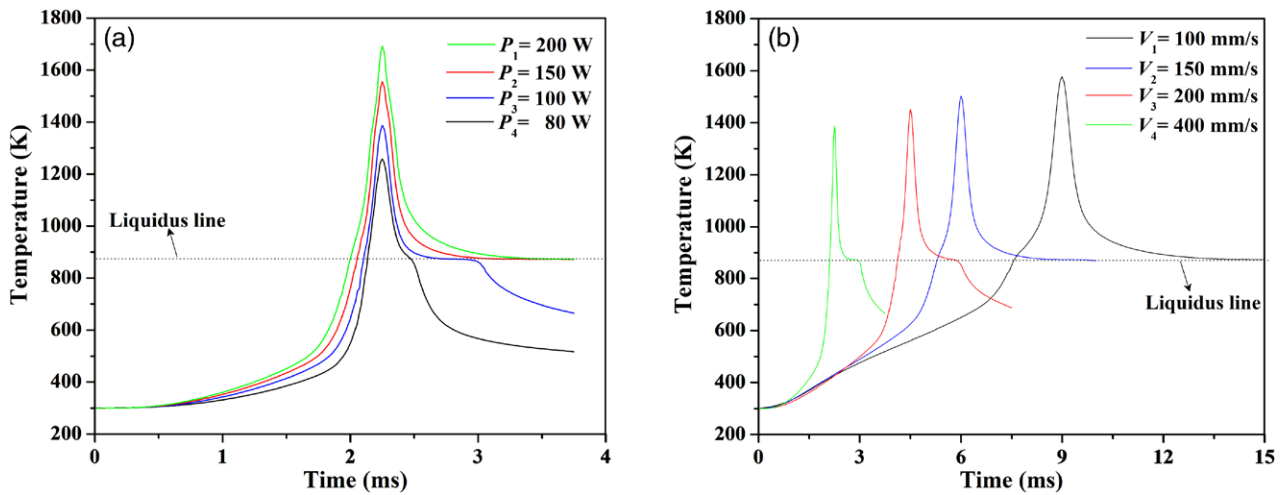 (a)
P1= 200 W
P2= 150 W
P3= 100 W
P4= 80 W
Liquidus line
Temperature (K)
1800
1600
1400
1200
1000
800
600
400
200
0 1 2 3 4
Time (ms)
(b)
V1= 100 mm/s
V2= 150 mm/s
V3= 200 mm/s
V4= 400 mm/s
Liquidus line
Temperature (K)
1800
1600
1400
1200
1000
800
600
400
200
0 3 6 9 12 15
Time (ms)